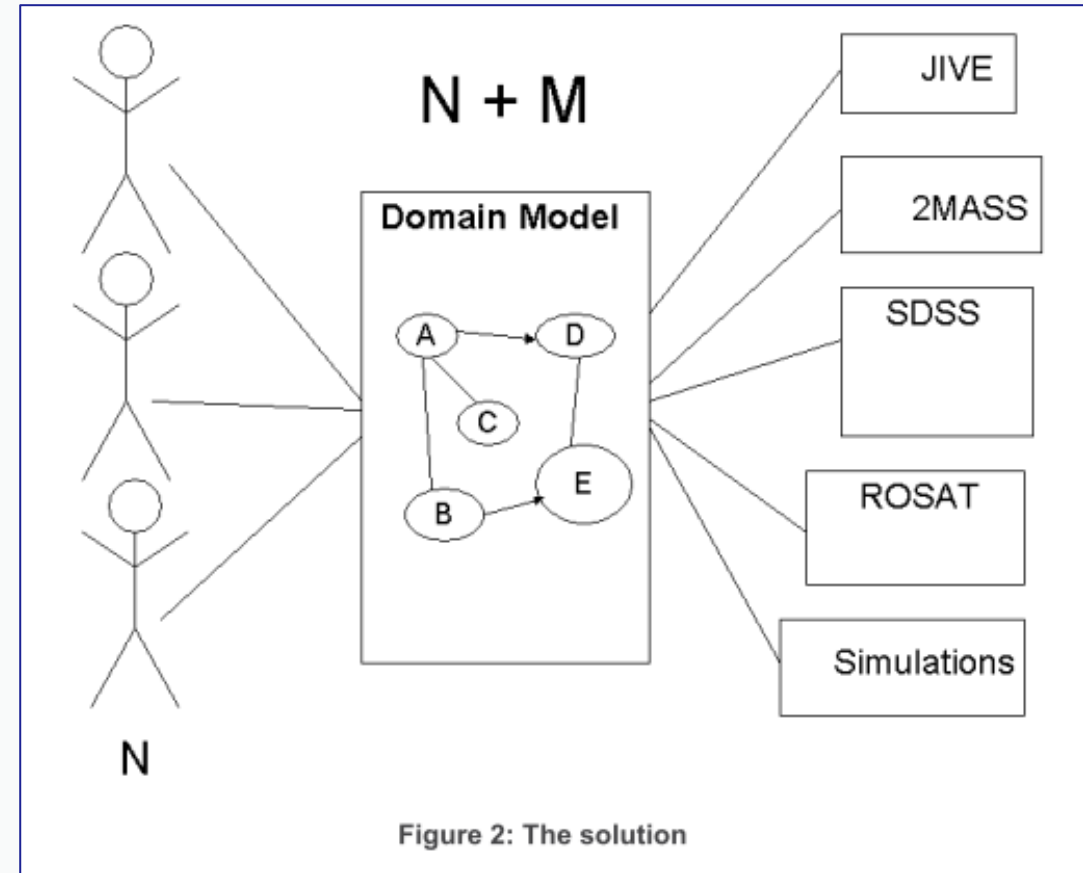 N + M
JIVE
2MASS
SDSS
ROSAT
Simulations
Domain Model
A
D
C
B
E
N
Figure 2: The solution